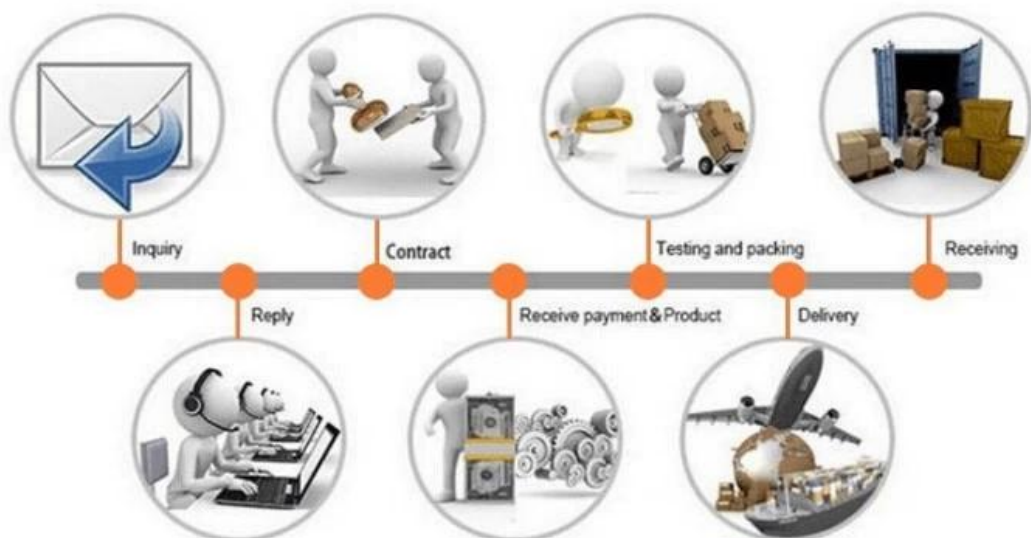 Inquiry
Reply
Contract
Receive payment&Product
Testing and packing
Delivery
Receiving